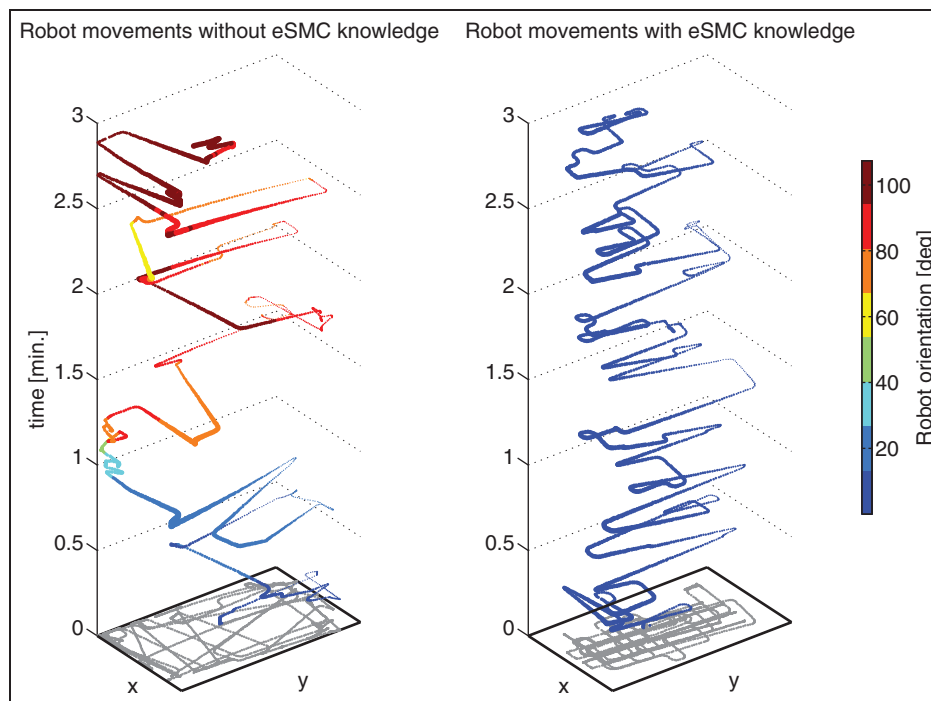 Robot movements without eSMC knowledge
Robot movements with eSMC knowledge
3
2.5
2
1.5
1
0.5
0
time [min.]
x
y
3
2.5
2
1.5
1
0.5
0
x
y
100
80
60
40
20
Robot orientation [deg]